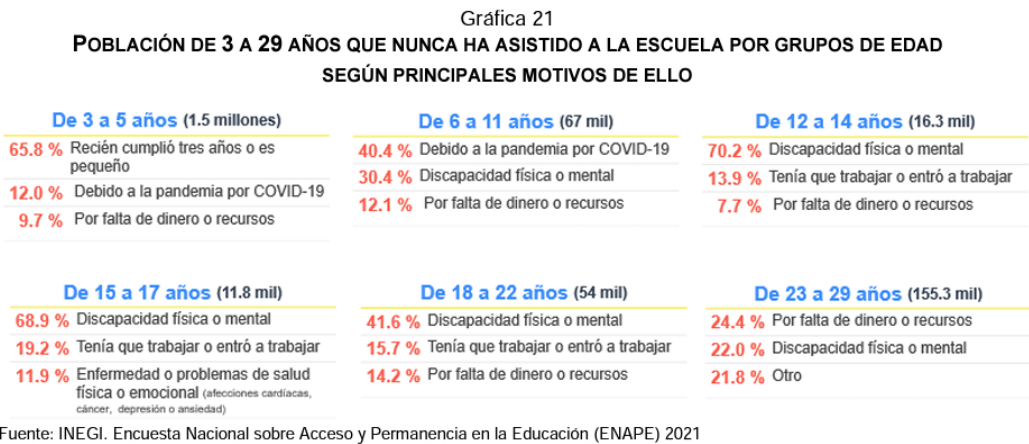 Gráfica 21
POBLACIÓN DE 3 A 29 AÑOS QUE NUNCA HA ASISTIDO A LA ESCUELA POR GRUPOS DE EDAD
SEGÚN PRINCIPALES MOTIVOS DE ELLO
De 3 a 5 años (1.5 millones)
65.8 % Recién cumplió tres años o es
pequeño
12.0 % Debido a la pandemia por COVID-19
9.7 % Por falta de dinero o recursos
De 6 a 11 años (67 mil)
40.4 % Debido a la pandemia por COVID-19
30.4 % Discapacidad física o mental
12.1 % Por falta de dinero o recursos
De 12 a 14 años (16.3 mil)
70.2 % Discapacidad física o mental
13.9 % Tenía que trabajar o entró a trabajar
7.7 % Por falta de dinero o recursos
De 15 a 17 años (11.8 mil)
68.9 % Discapacidad física o mental
19.2 % Tenía que trabajar o entró a trabajar
11.9 % Enfermedad o problemas de salud
física o emocional (afecciones cardíacas,
cáncer, depresión o ansiedad)
De 18 a 22 años (54 mil)
41.6 % Discapacidad física o mental
15.7 % Tenía que trabajar o entró a trabajar
14.2 % Por falta de dinero o recursos
De 23 a 29 años (155.3 mil)
24.4 % Por falta de dinero o recursos
22.0 % Discapacidad física o mental
21.8 % Otro
Fuente: INEGI. Encuesta Nacional sobre Acceso y Permanencia en la Educación (ENAPE) 2021